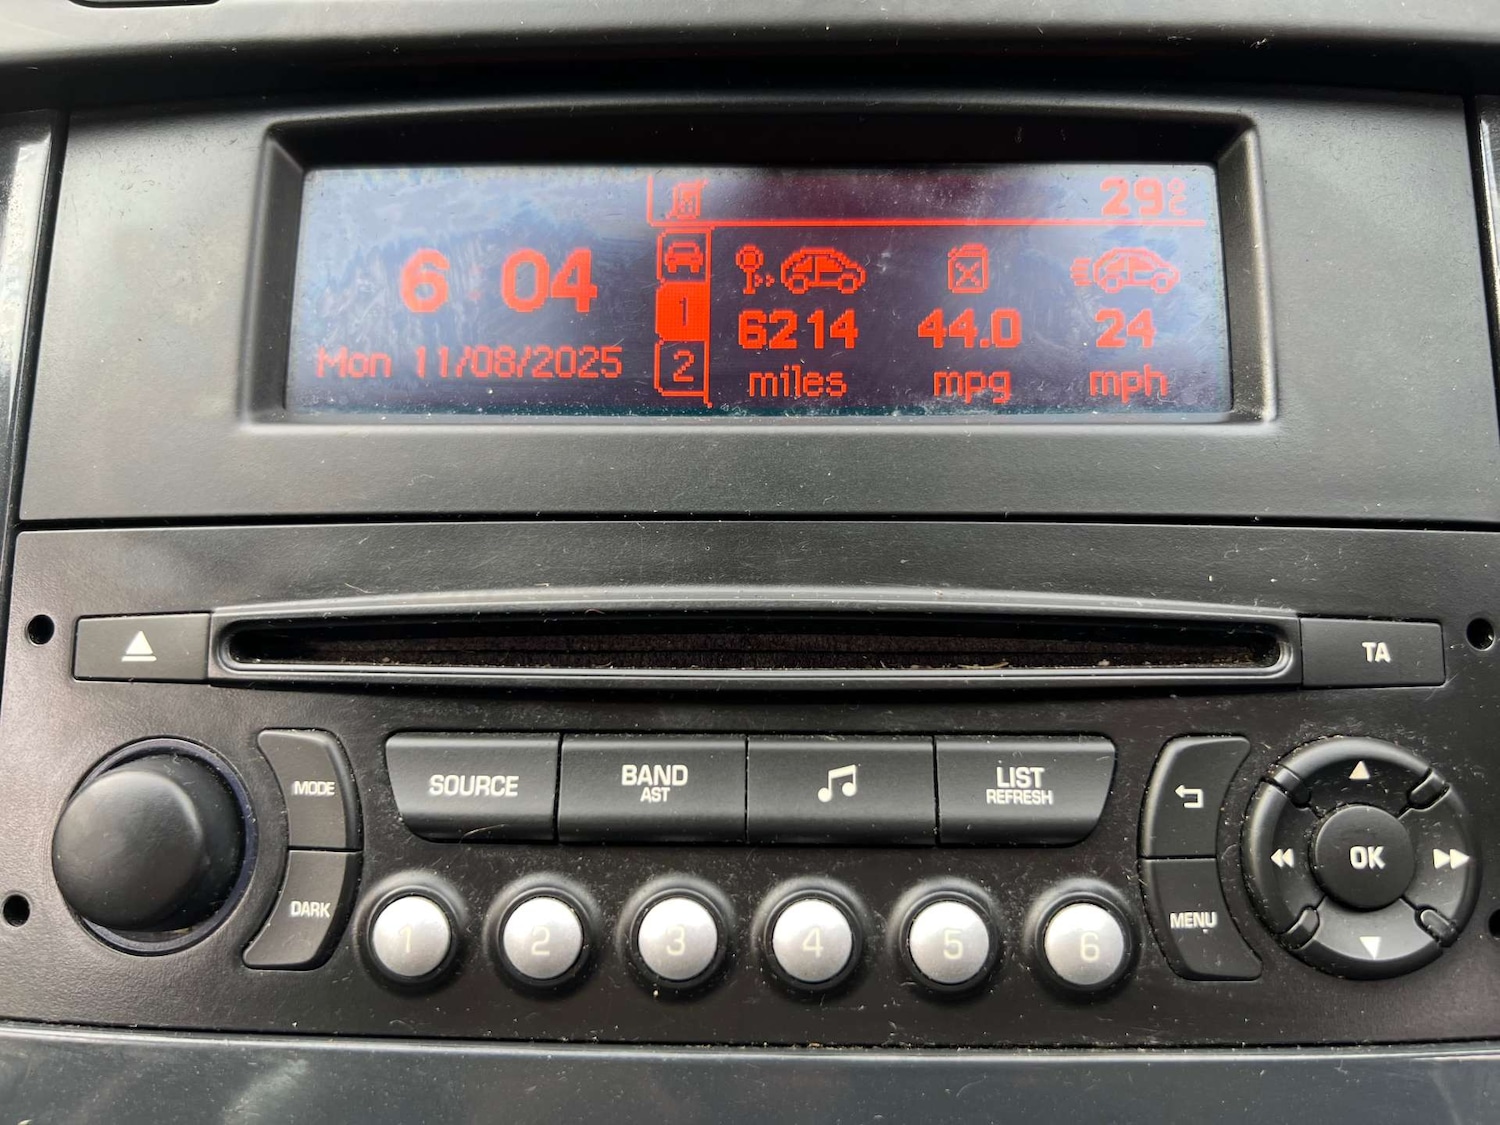 29°C
6 04
Mon 11/08/2025
1
2
6214 44.0 24
miles mpg mph
TA
MODE
SOURCE
BAND
AST
LIST
REFRESH
OK
DARK
MENU
1 2 3 4 5 6